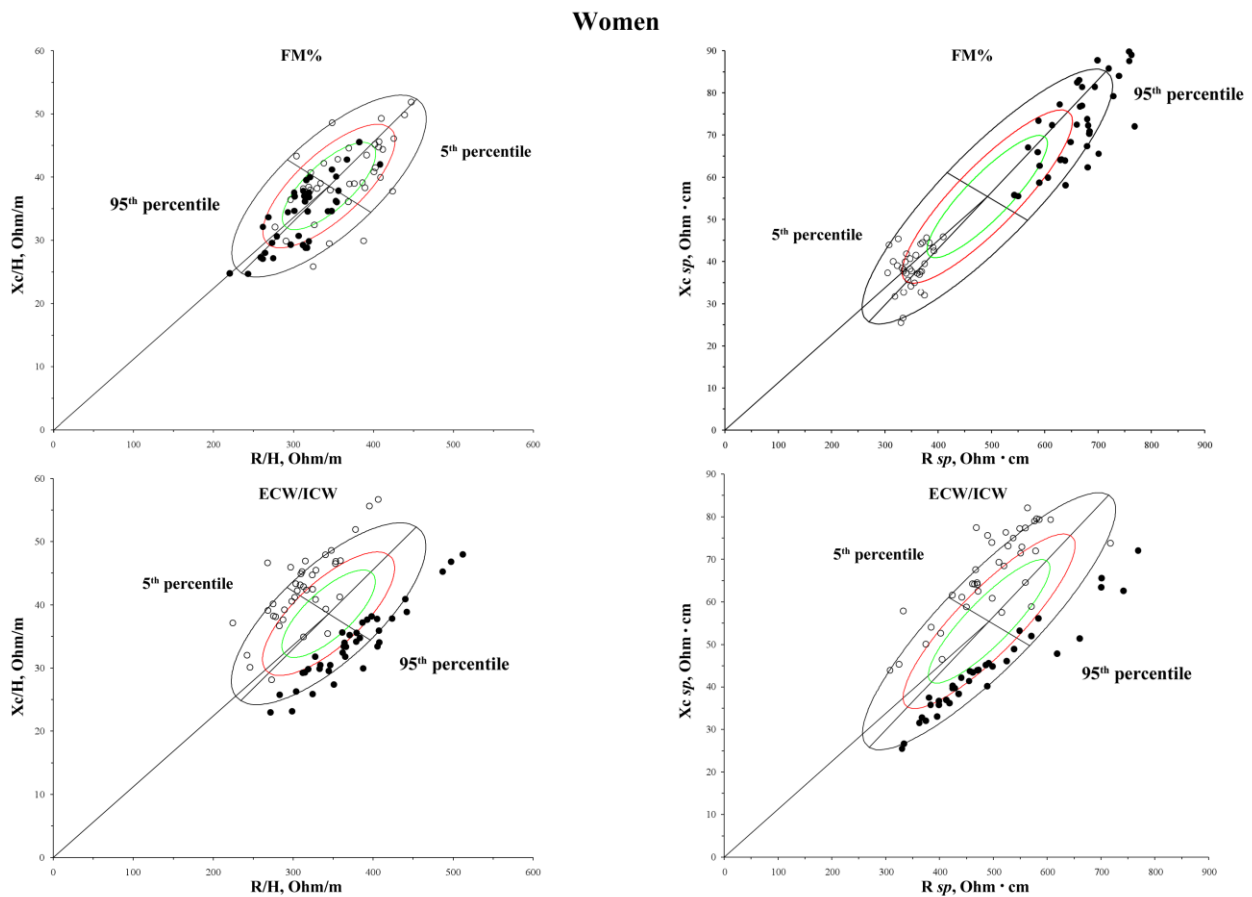 Women
FM%
60
50
40
30
20
10
0
0 100 200 300 400 500 600
Xc/H, Ohm/m
R/H, Ohm/m
95th percentile
5th percentile
FM%
90
80
70
60
50
40
30
20
10
0
0 100 200 300 400 500 600 700 800 900
Xc sp, Ohm · cm
R sp, Ohm · cm
95th percentile
5th percentile
ECW/ICW
60
50
40
30
20
10
0
0 100 200 300 400 500 600
Xc/H, Ohm/m
R/H, Ohm/m
5th percentile
95th percentile
ECW/ICW
90
80
70
60
50
40
30
20
10
0
0 100 200 300 400 500 600 700 800 900
Xc sp, Ohm · cm
R sp, Ohm · cm
5th percentile
95th percentile